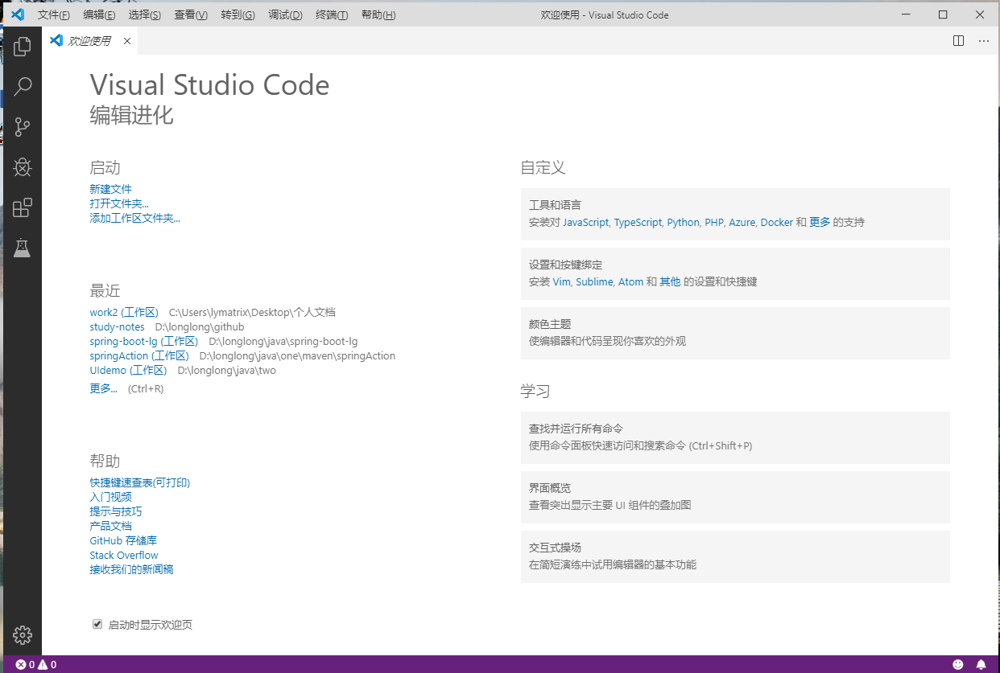 文件(F) 编辑(E) 选择(S) 查看(V) 转到(G) 调试(D) 终端(T) 帮助(H) 欢迎使用 - Visual Studio Code
欢迎使用
Visual Studio Code
编辑进化
启动
新建文件
打开文件夹...
添加工作区文件夹...
最近
work2 (工作区) C:\Users\lymatrix\Desktop\个人文档
study-notes D:\longlong\github
spring-boot-lg (工作区) D:\longlong\java\spring-boot-lg
springAction (工作区) D:\longlong\java\one\maven\springAction
UIdemo (工作区) D:\longlong\java\two
更多... (Ctrl+R)
帮助
快捷键速查表(可打印)
入门视频
提示与技巧
产品文档
GitHub 存储库
Stack Overflow
接收我们的新闻稿
启动时显示欢迎页
自定义
工具和语言
安装对 JavaScript, TypeScript, Python, PHP, Azure, Docker 和 更多 的支持
设置和按键绑定
安装 Vim, Sublime, Atom 和 其他 的设置和快捷键
颜色主题
使编辑器和代码呈现你喜欢的外观
学习
查找并运行所有命令
使用命令面板快速访问和搜索命令 (Ctrl+Shift+P)
界面概览
查看突出显示主要 UI 组件的叠加图
交互式操场
在简短演练中试用编辑器的基本功能
0 0